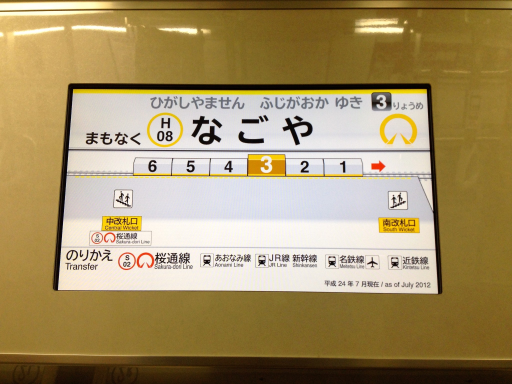 ひがしやません ふじがおか ゆき 3 りょうめ
まもなく H 08 なごや
6 5 4 3 2 1
中改札口
Central Wicket
S 02 桜通線
Sakura-dori Line
南改札口
South Wicket
のりかえ
Transfer
S 02 桜通線
Sakura-dori Line
あおなみ線
Aonami Line
JR線 新幹線
JR Line Shinkansen
名鉄線
Meitetsu Line
近鉄線
Kintetsu Line
平成 24 年 7 月現在 / as of July 2012